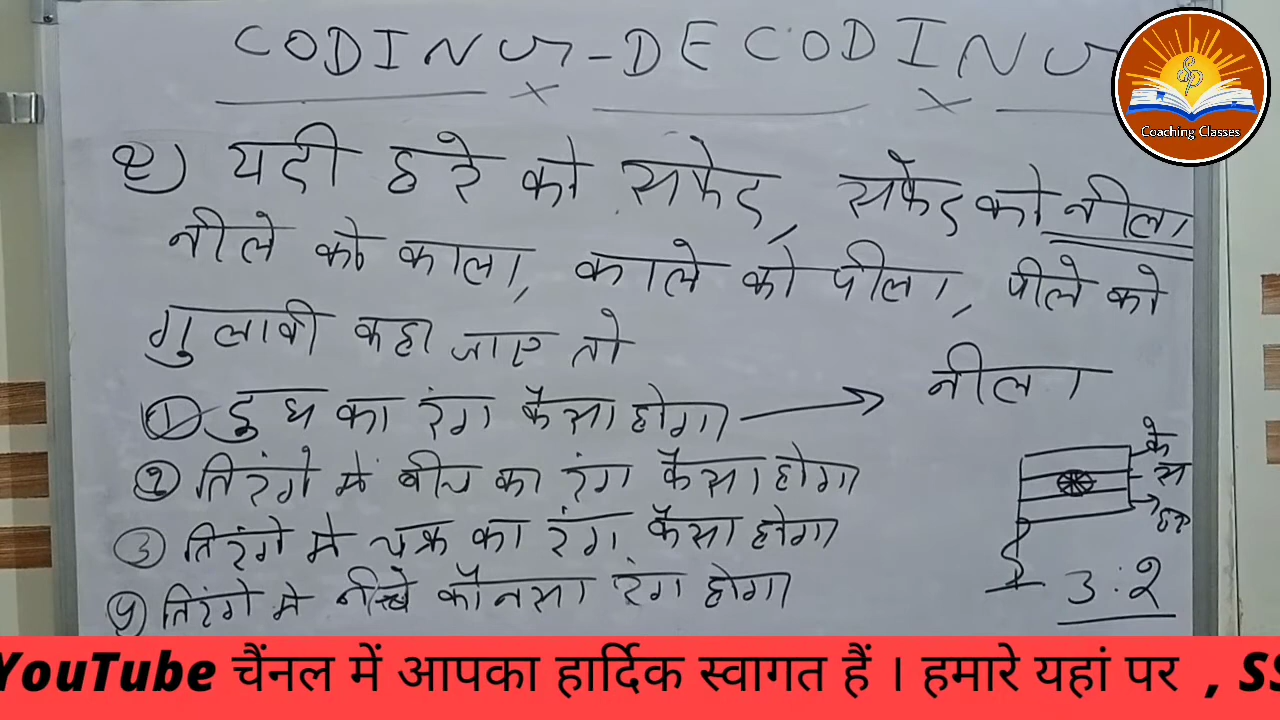 CODING-DECODING
Coaching Classes
२) यदी हरे को सफेद, सफेद को नीला
नीले को काला, काले को पीला, पीले को
गुलाबी कहा जाए तो
① दुध का रंग कैसा होगा → नीला
② तिरंगे में बीच का रंग कैसा होगा
③ तिरंगे में चक्र का रंग कैसा होगा
④ तिरंगे में नीचे कौनसा रंग होगा
के
स
3:2
YouTube चैंनल में आपका हार्दिक स्वागत हैं । हमारे यहां पर , SS